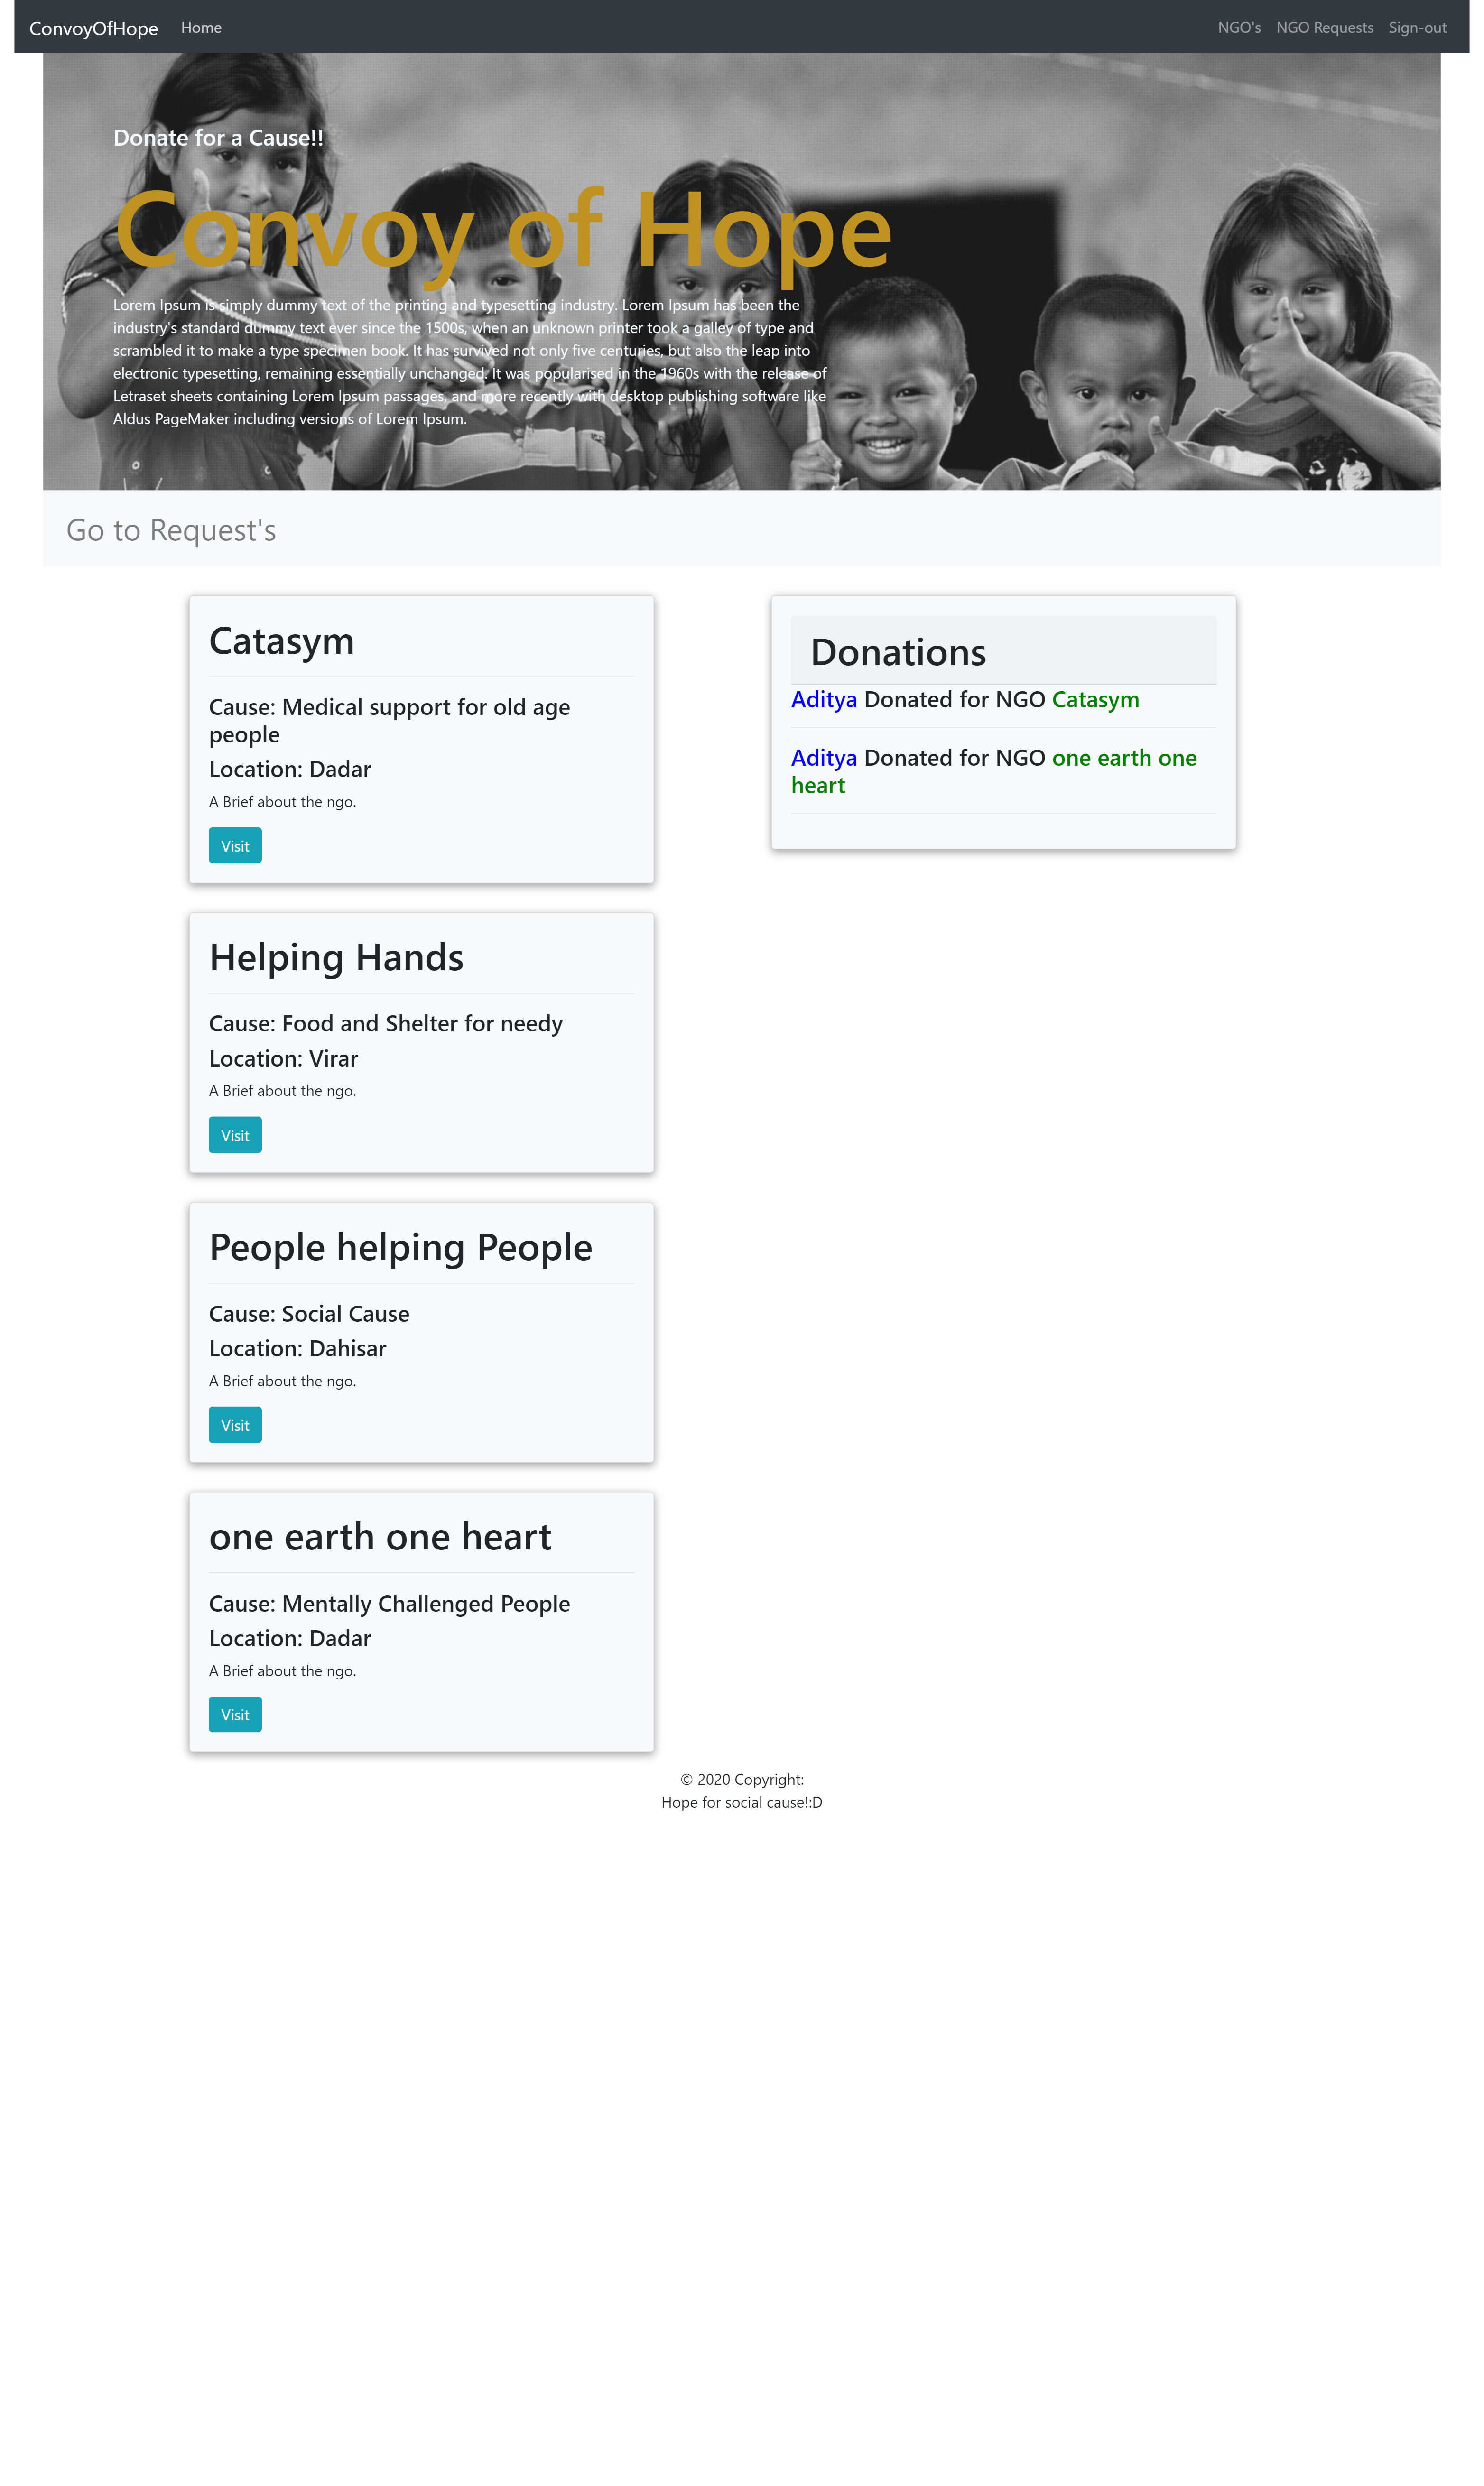 ConvoyOfHope Home NGO's NGO Requests Sign-out
Donate for a Cause!!
Convoy of Hope
Lorem Ipsum is simply dummy text of the printing and typesetting industry. Lorem Ipsum has been the
industry's standard dummy text ever since the 1500s, when an unknown printer took a galley of type and
scrambled it to make a type specimen book. It has survived not only five centuries, but also the leap into
electronic typesetting, remaining essentially unchanged. It was popularised in the 1960s with the release of
Letraset sheets containing Lorem Ipsum passages, and more recently with desktop publishing software like
Aldus PageMaker including versions of Lorem Ipsum.
Go to Request's
Catasym
Cause: Medical support for old age
people
Location: Dadar
A Brief about the ngo.
Visit
Helping Hands
Cause: Food and Shelter for needy
Location: Virar
A Brief about the ngo.
Visit
People helping People
Cause: Social Cause
Location: Dahisar
A Brief about the ngo.
Visit
one earth one heart
Cause: Mentally Challenged People
Location: Dadar
A Brief about the ngo.
Visit
Donations
Aditya Donated for NGO Catasym
Aditya Donated for NGO one earth one
heart
© 2020 Copyright:
Hope for social cause!:D